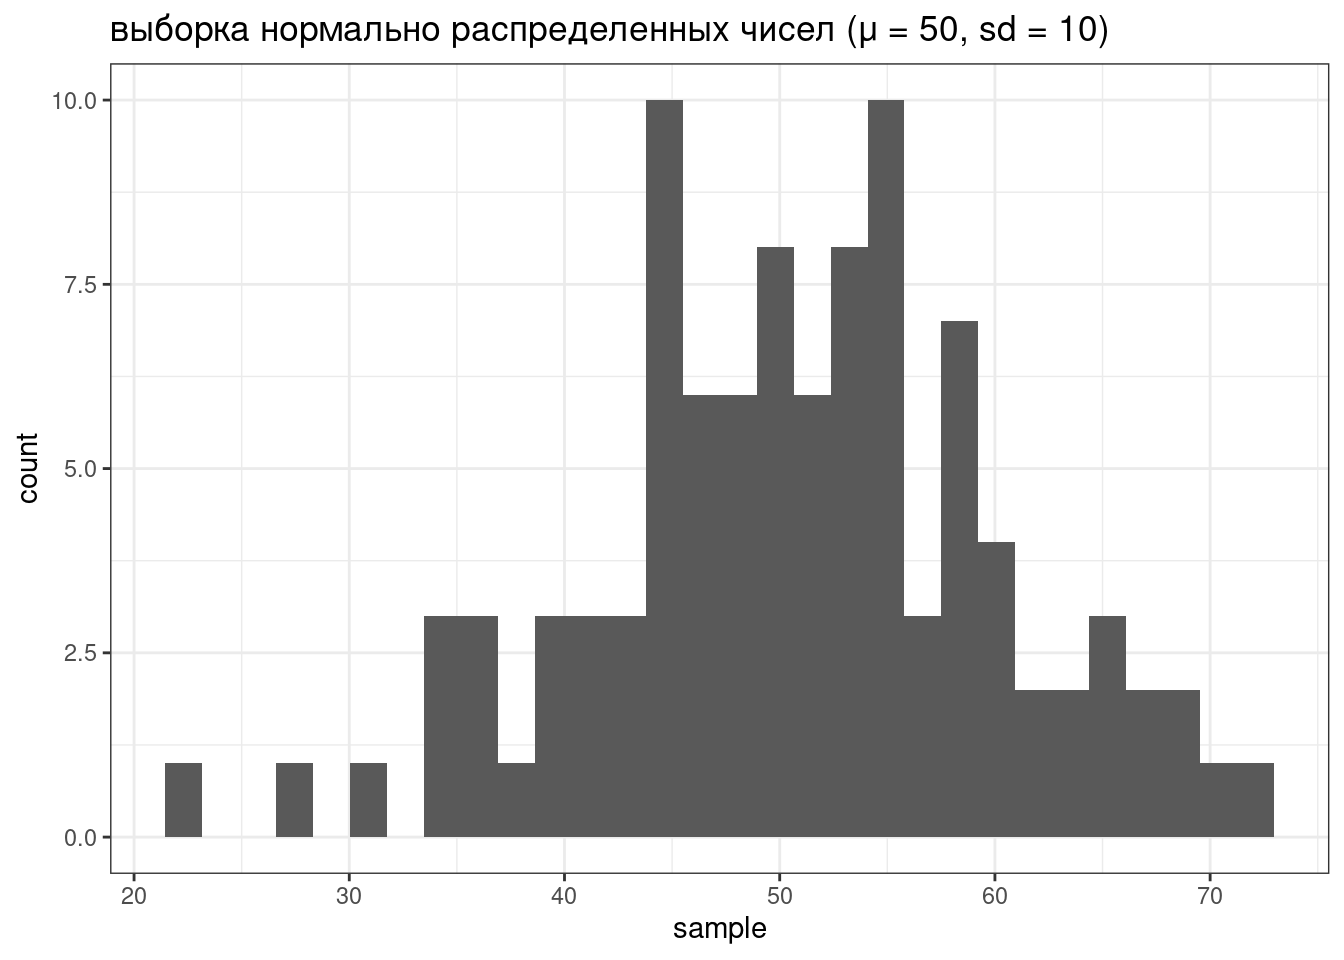 выборка нормально распределенных чисел (μ = 50, sd = 10)
10.0
7.5
5.0
2.5
0.0
count
20 30 40 50 60 70
sample